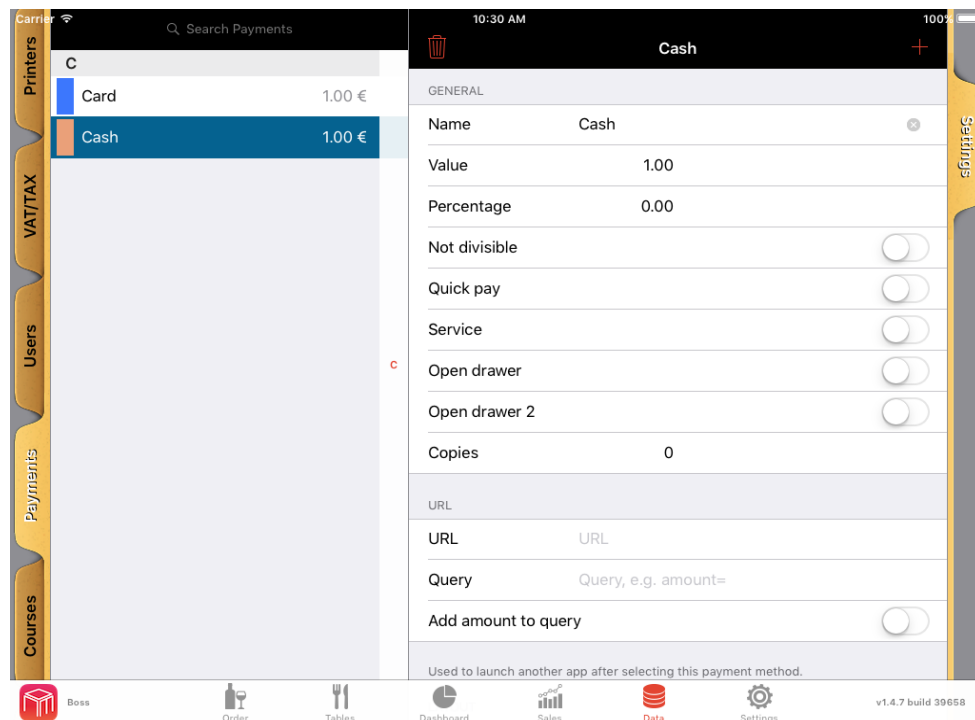 Carrier
10:30 AM
100%
Search Payments
Cash
C
Card 1.00 €
Cash 1.00 €
C
Printers
VAT/TAX
Users
Payments
Courses
Settings
GENERAL
Name Cash
Value 1.00
Percentage 0.00
Not divisible
Quick pay
Service
Open drawer
Open drawer 2
Copies 0
URL
URL URL
Query Query, e.g. amount=
Add amount to query
Used to launch another app after selecting this payment method.
Boss
Order
Tables
Dashboard
Sales
Data
Settings
v1.4.7 build 39658